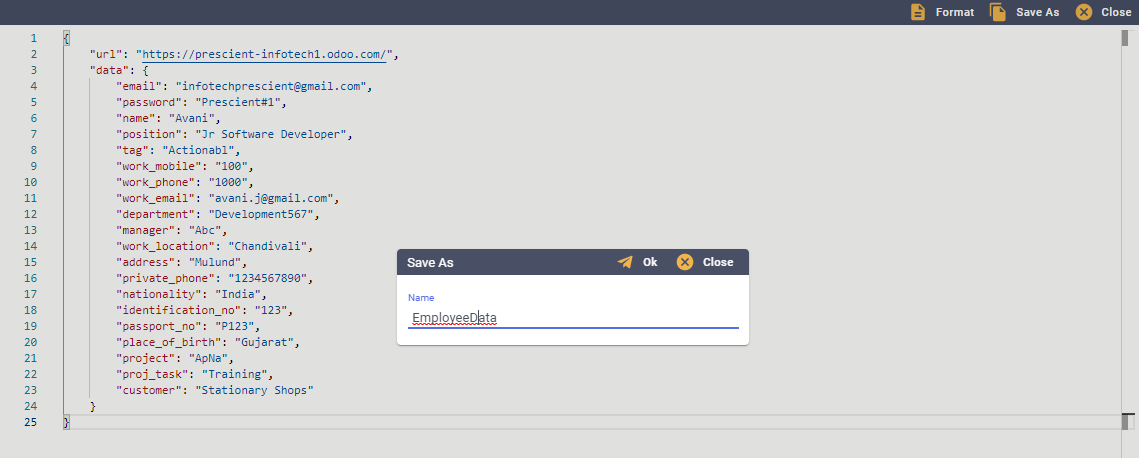 Format Save As Close
1 {
2 "url": "https://prescient-infotech1.odoo.com/",
3 "data": {
4 "email": "infotechprescient@gmail.com",
5 "password": "Prescient#1",
6 "name": "Avani",
7 "position": "Jr Software Developer",
8 "tag": "Actionabl",
9 "work_mobile": "100",
10 "work_phone": "1000",
11 "work_email": "avani.j@gmail.com",
12 "department": "Development567",
13 "manager": "Abc",
14 "work_location": "Chandivali",
15 "address": "Mulund",
16 "private_phone": "1234567890",
17 "nationality": "India",
18 "identification_no": "123",
19 "passport_no": "P123",
20 "place_of_birth": "Gujarat",
21 "project": "ApNa",
22 "proj_task": "Training",
23 "customer": "Stationary Shops"
24 }
25 }
Save As Ok Close
Name
EmployeeData